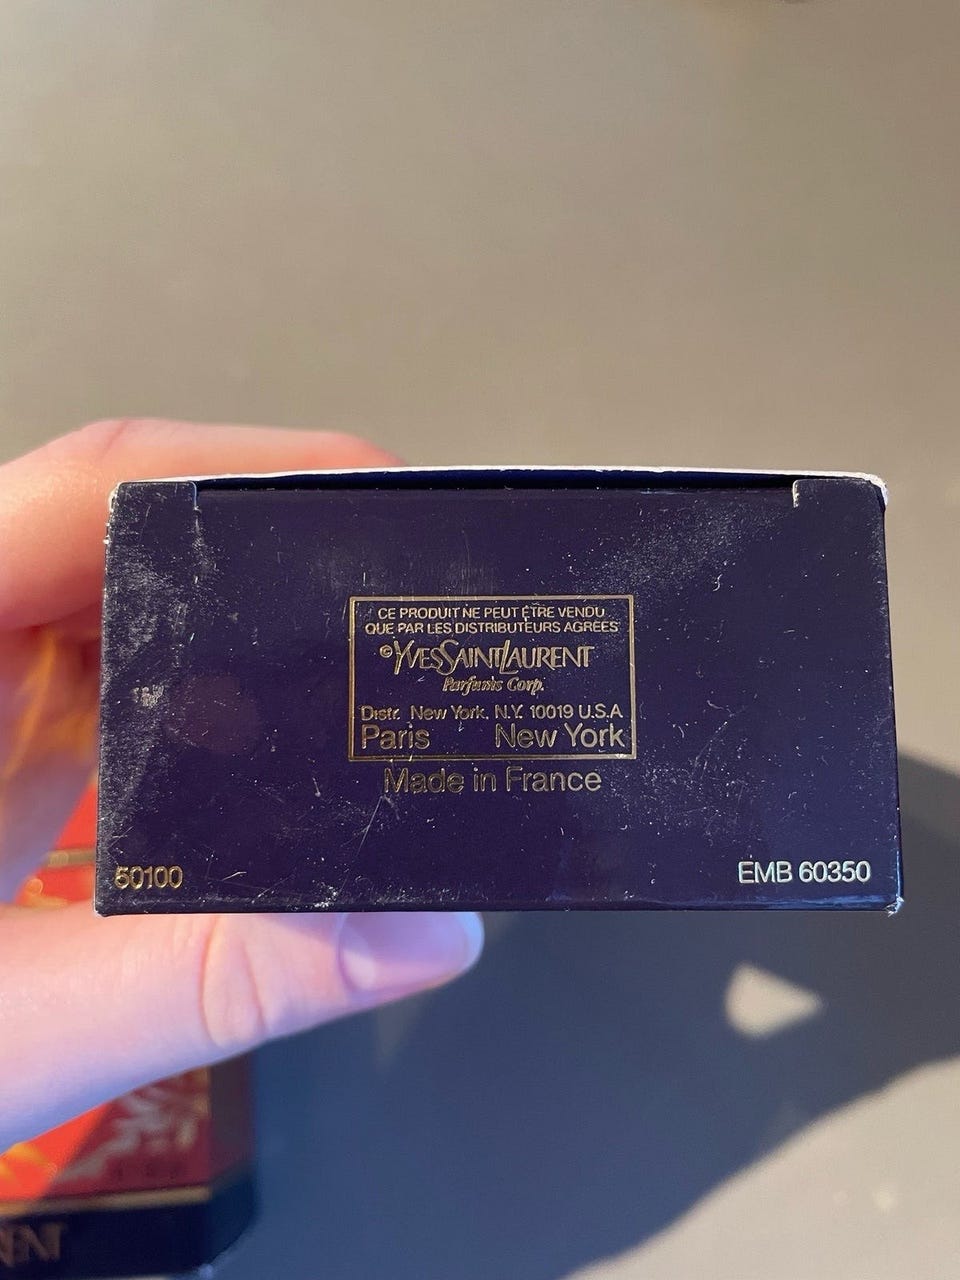 CE PRODUIT NE PEUT ÊTRE VENDU
QUE PAR LES DISTRIBUTEURS AGRÉES
©YVESSAINTLAURENT
Parfums Corp.
Distr. New York, N.Y. 10019 U.S.A
Paris New York
Made in France
50100 EMB 60350